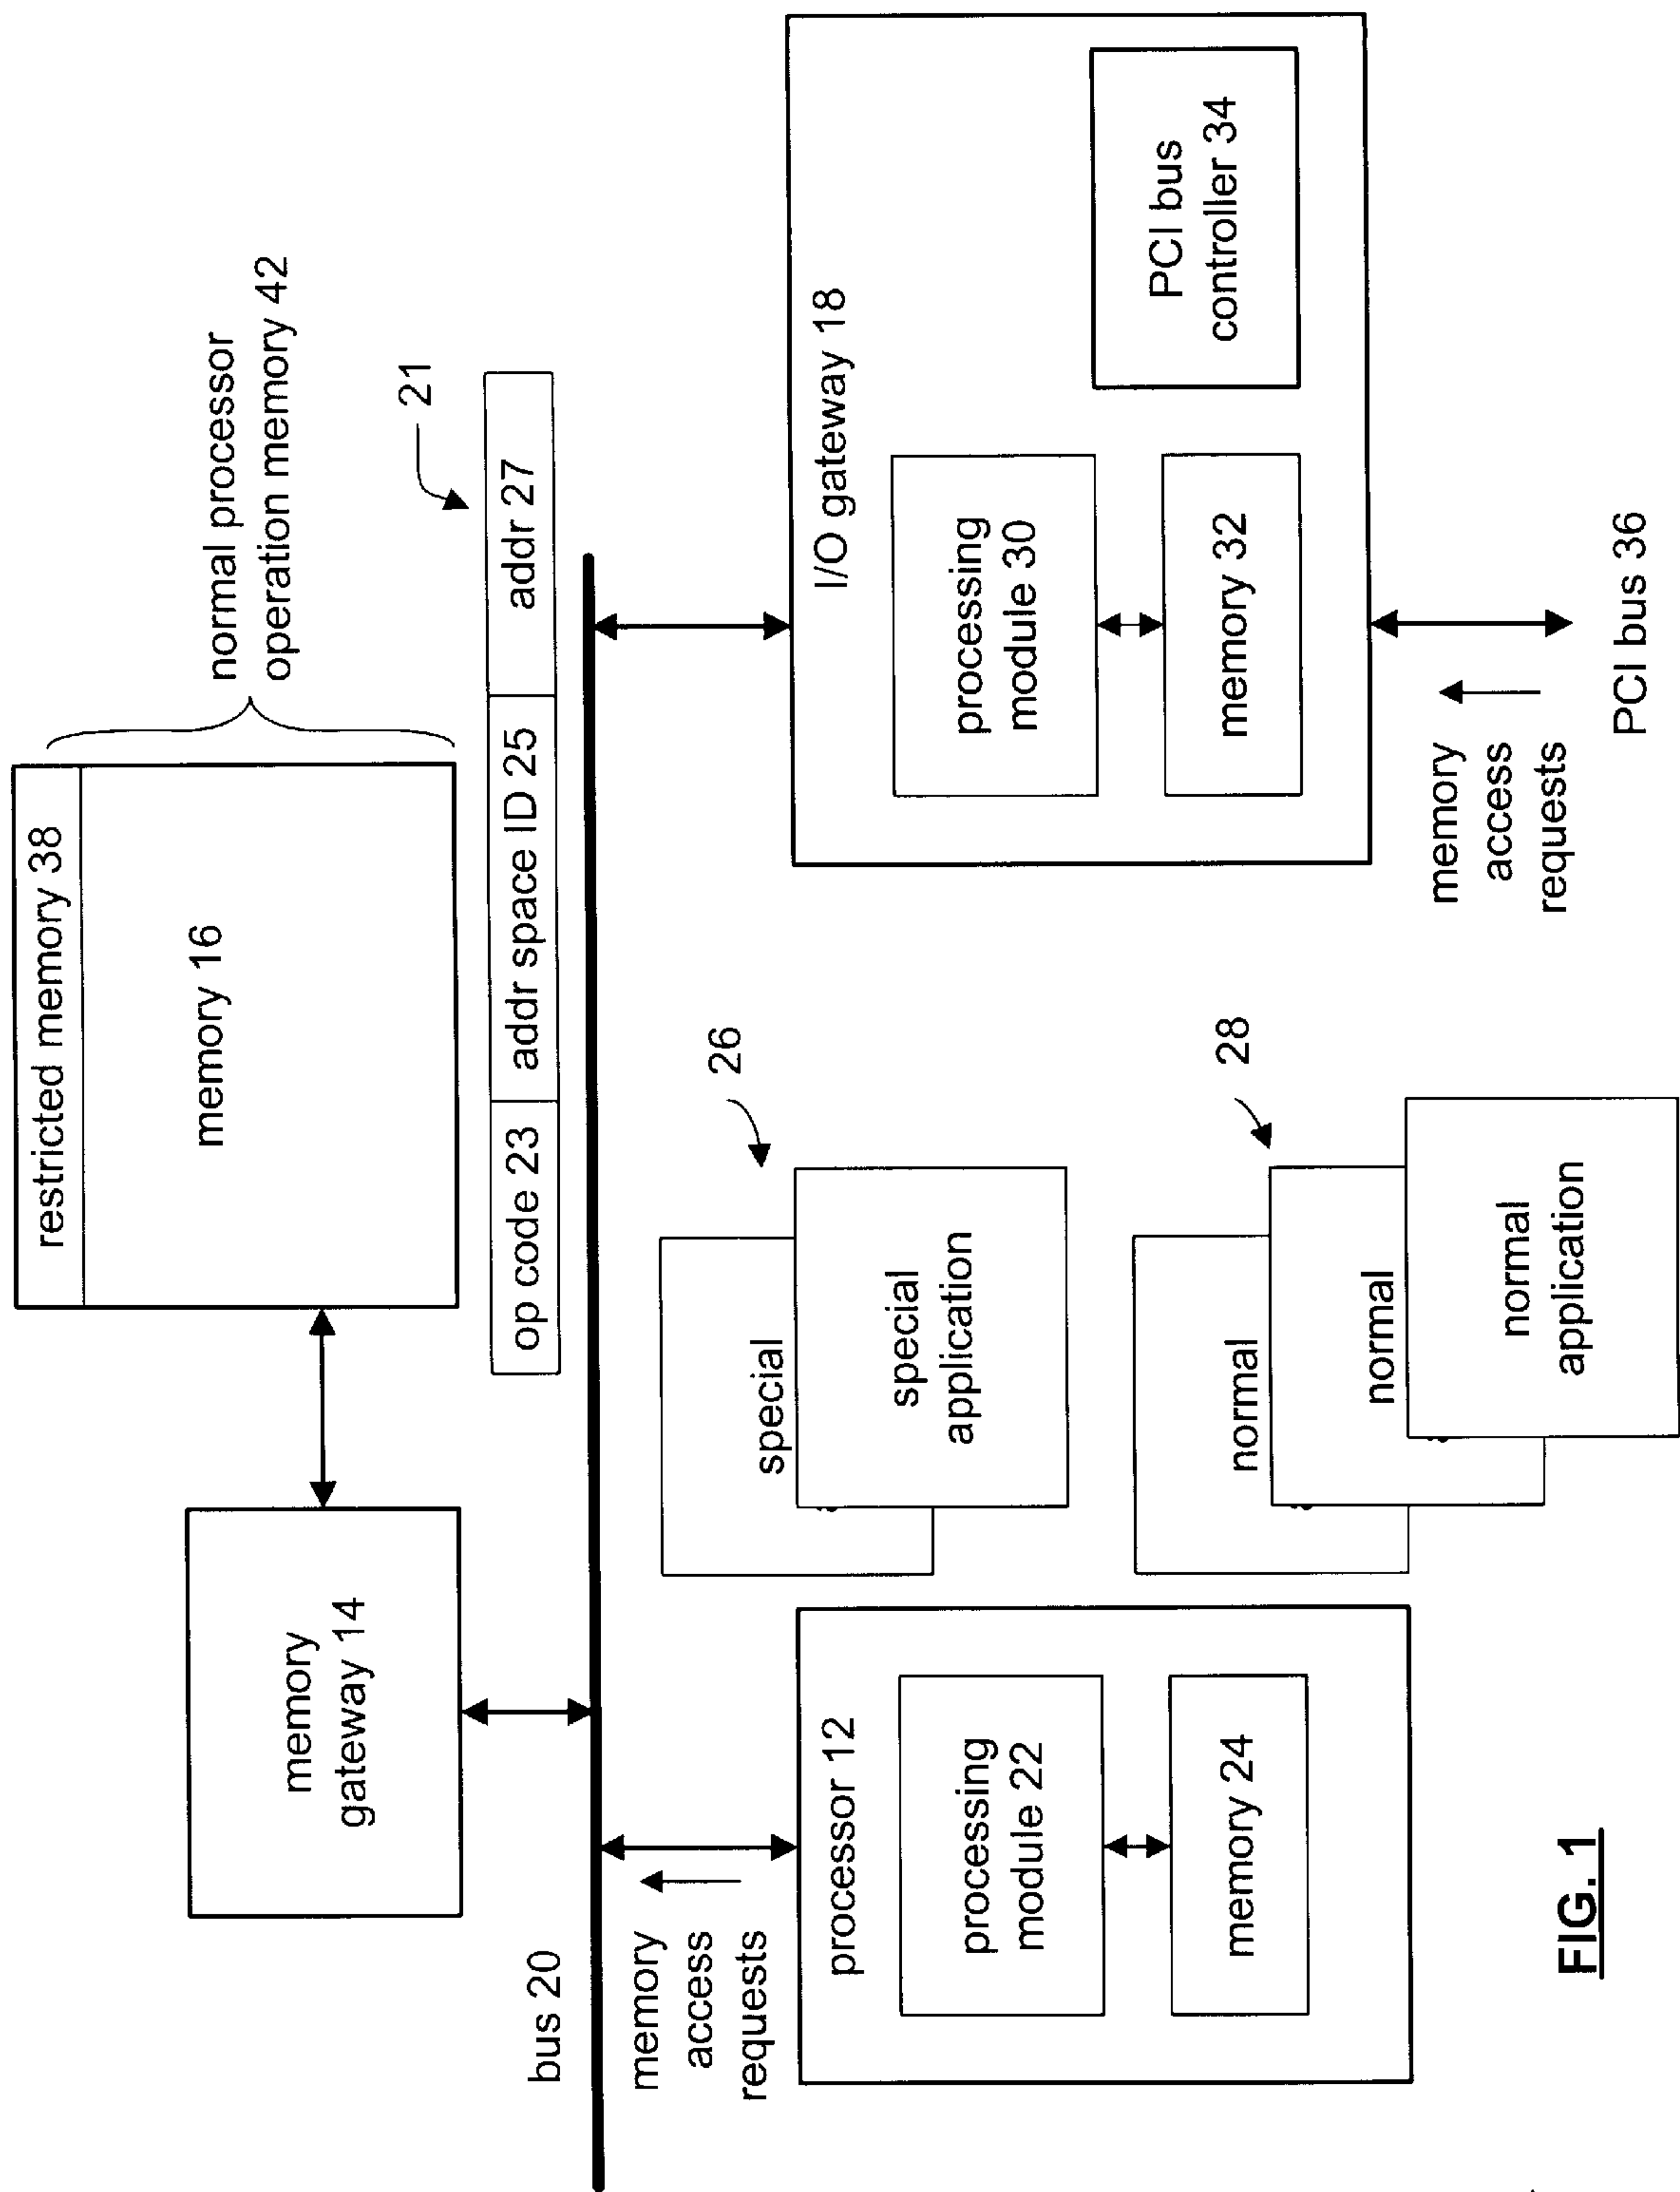 restricted memory 38
memory 16
normal processor
operation memory 42
memory
gateway 14
21
op code 23 addr space ID 25 addr 27
bus 20
memory
access
requests
processor 12
processing
module 22
memory 24
special
special
application
26
normal
normal
normal
application
28
I/O gateway 18
processing
module 30
memory 32
PCI bus
controller 34
memory
access
requests
PCI bus 36
FIG. 1